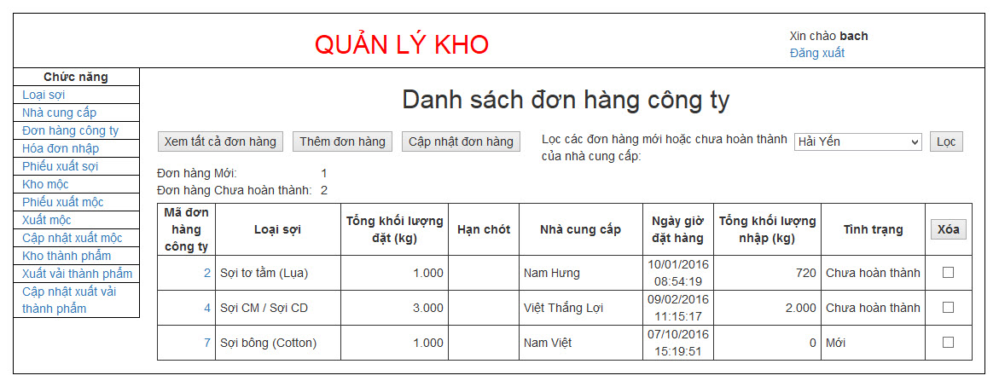 QUẢN LÝ KHO
Xin chào bach
Đăng xuất
Chức năng
Loại sợi
Nhà cung cấp
Đơn hàng công ty
Hóa đơn nhập
Phiếu xuất sợi
Kho mộc
Phiếu xuất mộc
Xuất mộc
Cập nhật xuất mộc
Kho thành phẩm
Xuất vải thành phẩm
Cập nhật xuất vải
thành phẩm
Danh sách đơn hàng công ty
Xem tất cả đơn hàng Thêm đơn hàng Cập nhật đơn hàng
Lọc các đơn hàng mới hoặc chưa hoàn thành
của nhà cung cấp:
Hải Yến Lọc
Đơn hàng Mới: 1
Đơn hàng Chưa hoàn thành: 2
Mã đơn
hàng
công ty
Loại sợi
Tổng khối lượng
đặt (kg)
Hạn chót
Nhà cung cấp
Ngày giờ
đặt hàng
Tổng khối lượng
nhập (kg)
Tình trạng
Xóa
2 Sợi tơ tằm (Lụa) 1.000 Nam Hưng 10/01/2016
08:54:19
720 Chưa hoàn thành
4 Sợi CM / Sợi CD 3.000 Việt Thắng Lợi 09/02/2016
11:15:17
2.000 Chưa hoàn thành
7 Sợi bông (Cotton) 1.000 Nam Việt 07/10/2016
15:19:51
0 Mới